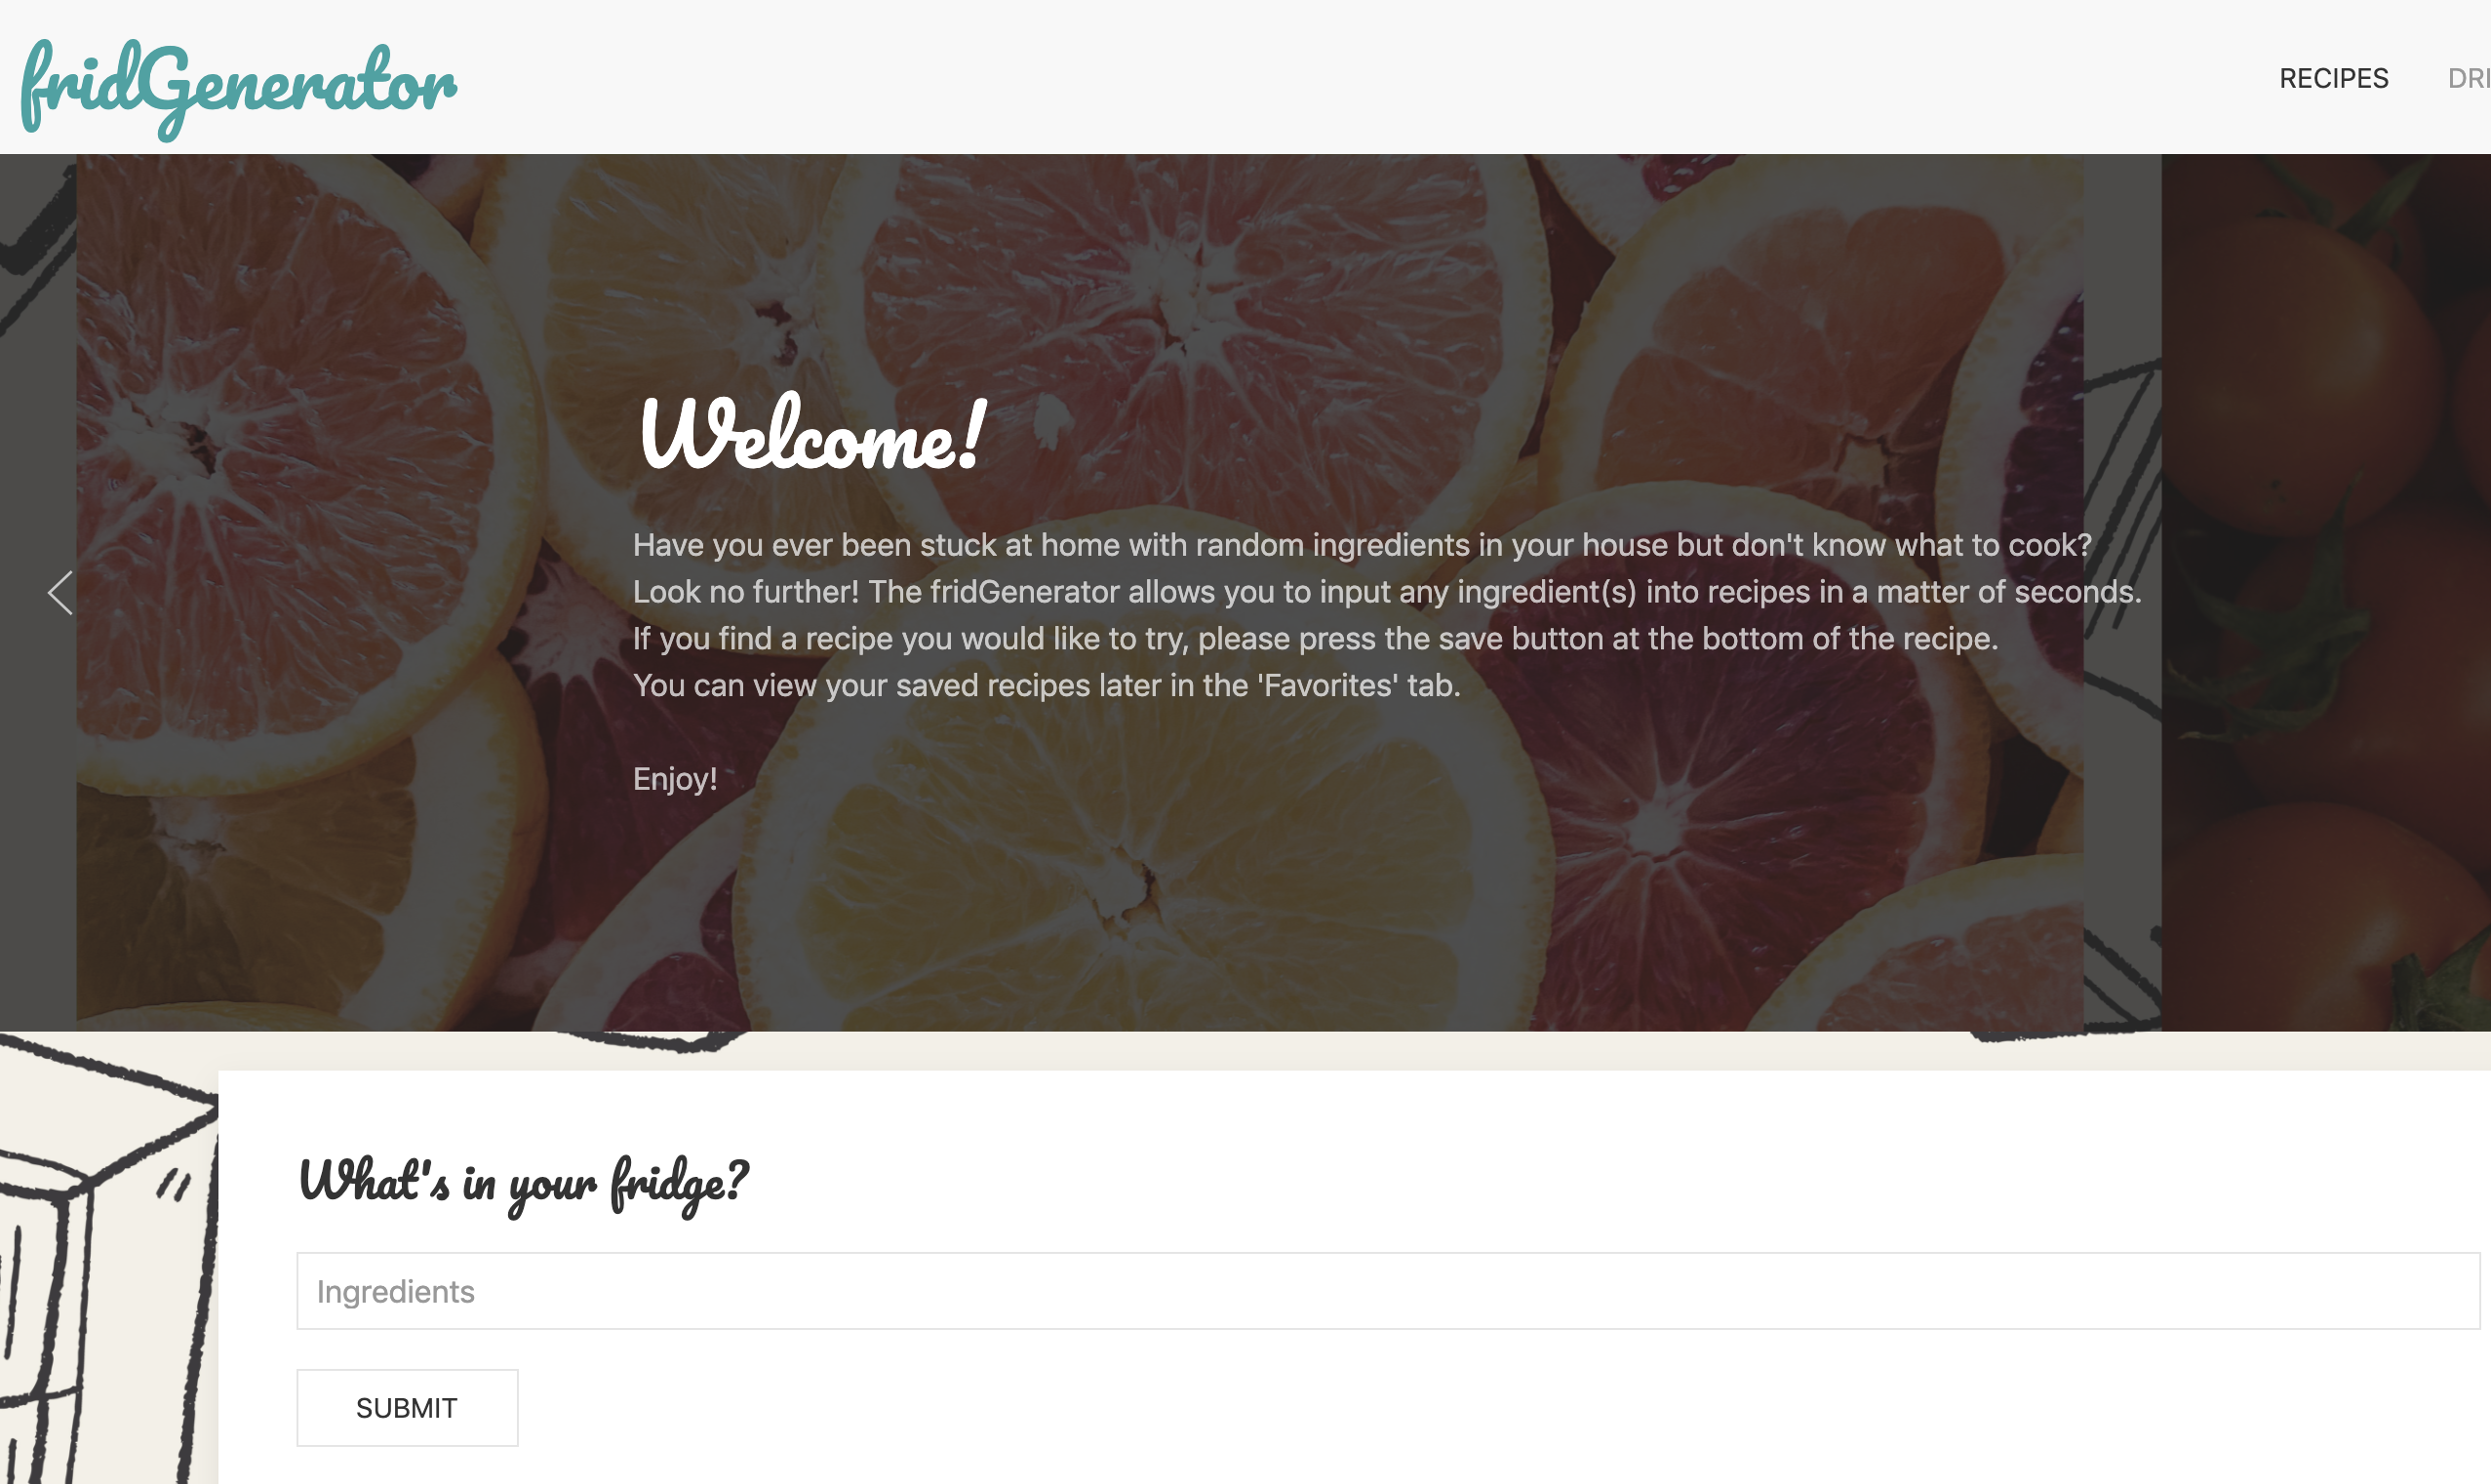 fridGenerator
RECIPES
Welcome!
Have you ever been stuck at home with random ingredients in your house but don't know what to cook?
Look no further! The fridGenerator allows you to input any ingredient(s) into recipes in a matter of seconds.
If you find a recipe you would like to try, please press the save button at the bottom of the recipe.
You can view your saved recipes later in the 'Favorites' tab.
Enjoy!
What's in your fridge?
Ingredients
SUBMIT